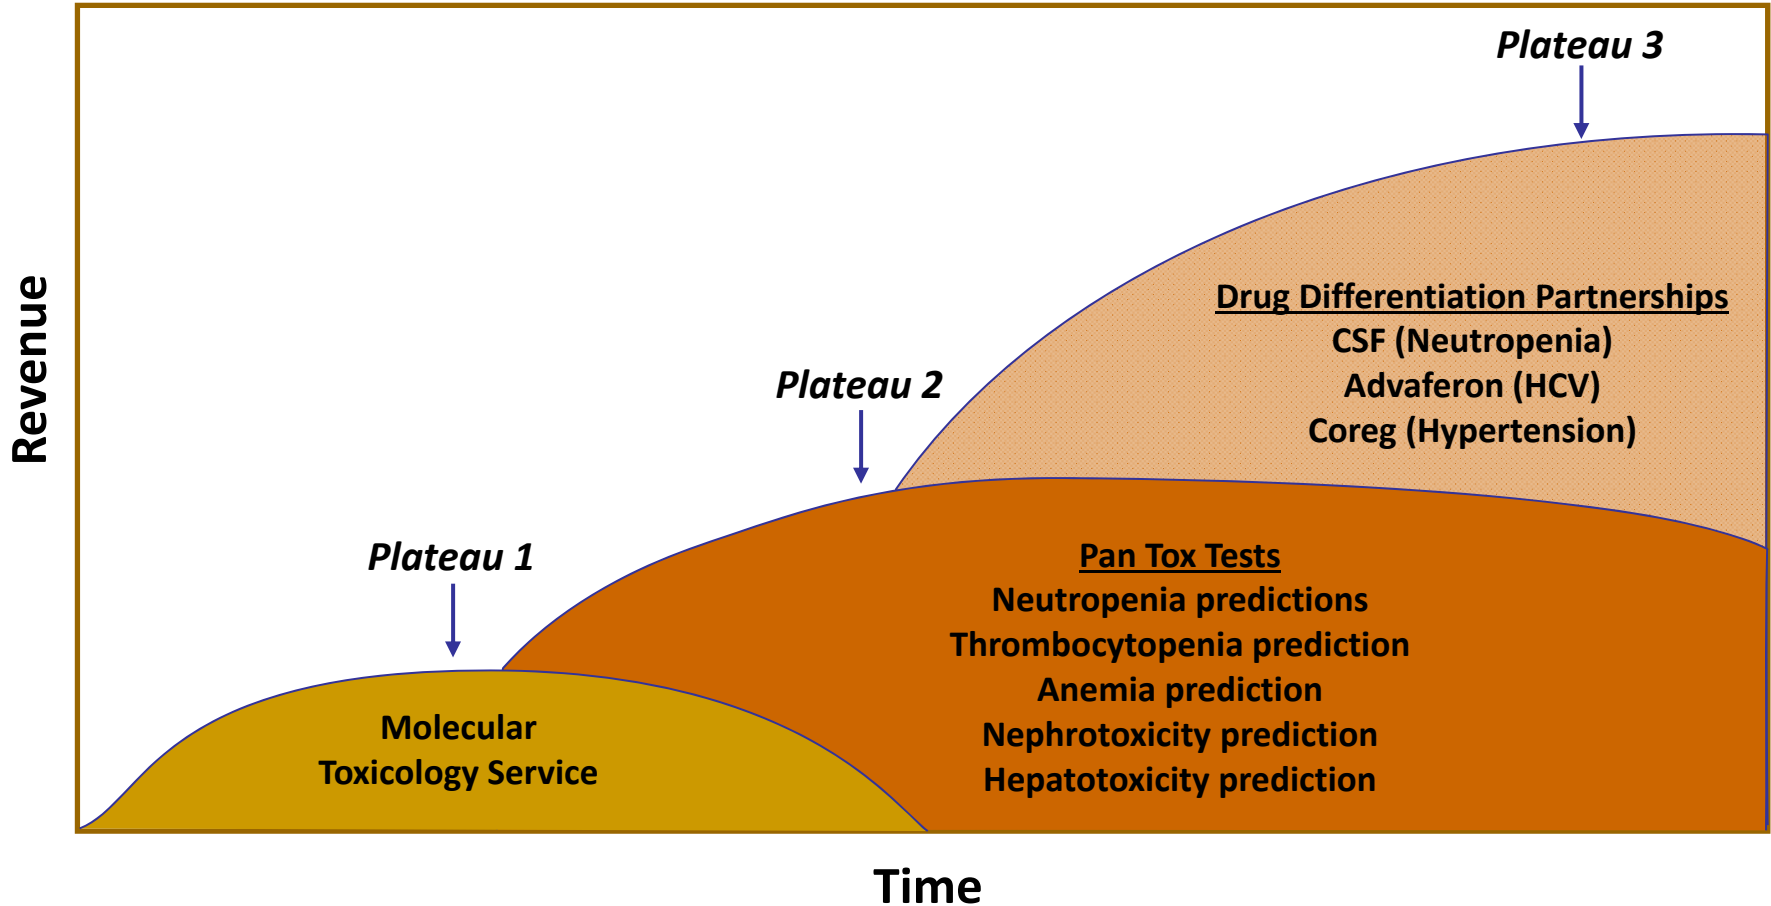 Plateau 3
Drug Differentiation Partnerships
CSF (Neutropenia)
Advaferon (HCV)
Coreg (Hypertension)
Revenue
Plateau 2
Plateau 1
Pan Tox Tests
Neutropenia predictions
Thrombocytopenia prediction
Anemia prediction
Nephrotoxicity prediction
Hepatotoxicity prediction
Molecular
Toxicology Service
Time